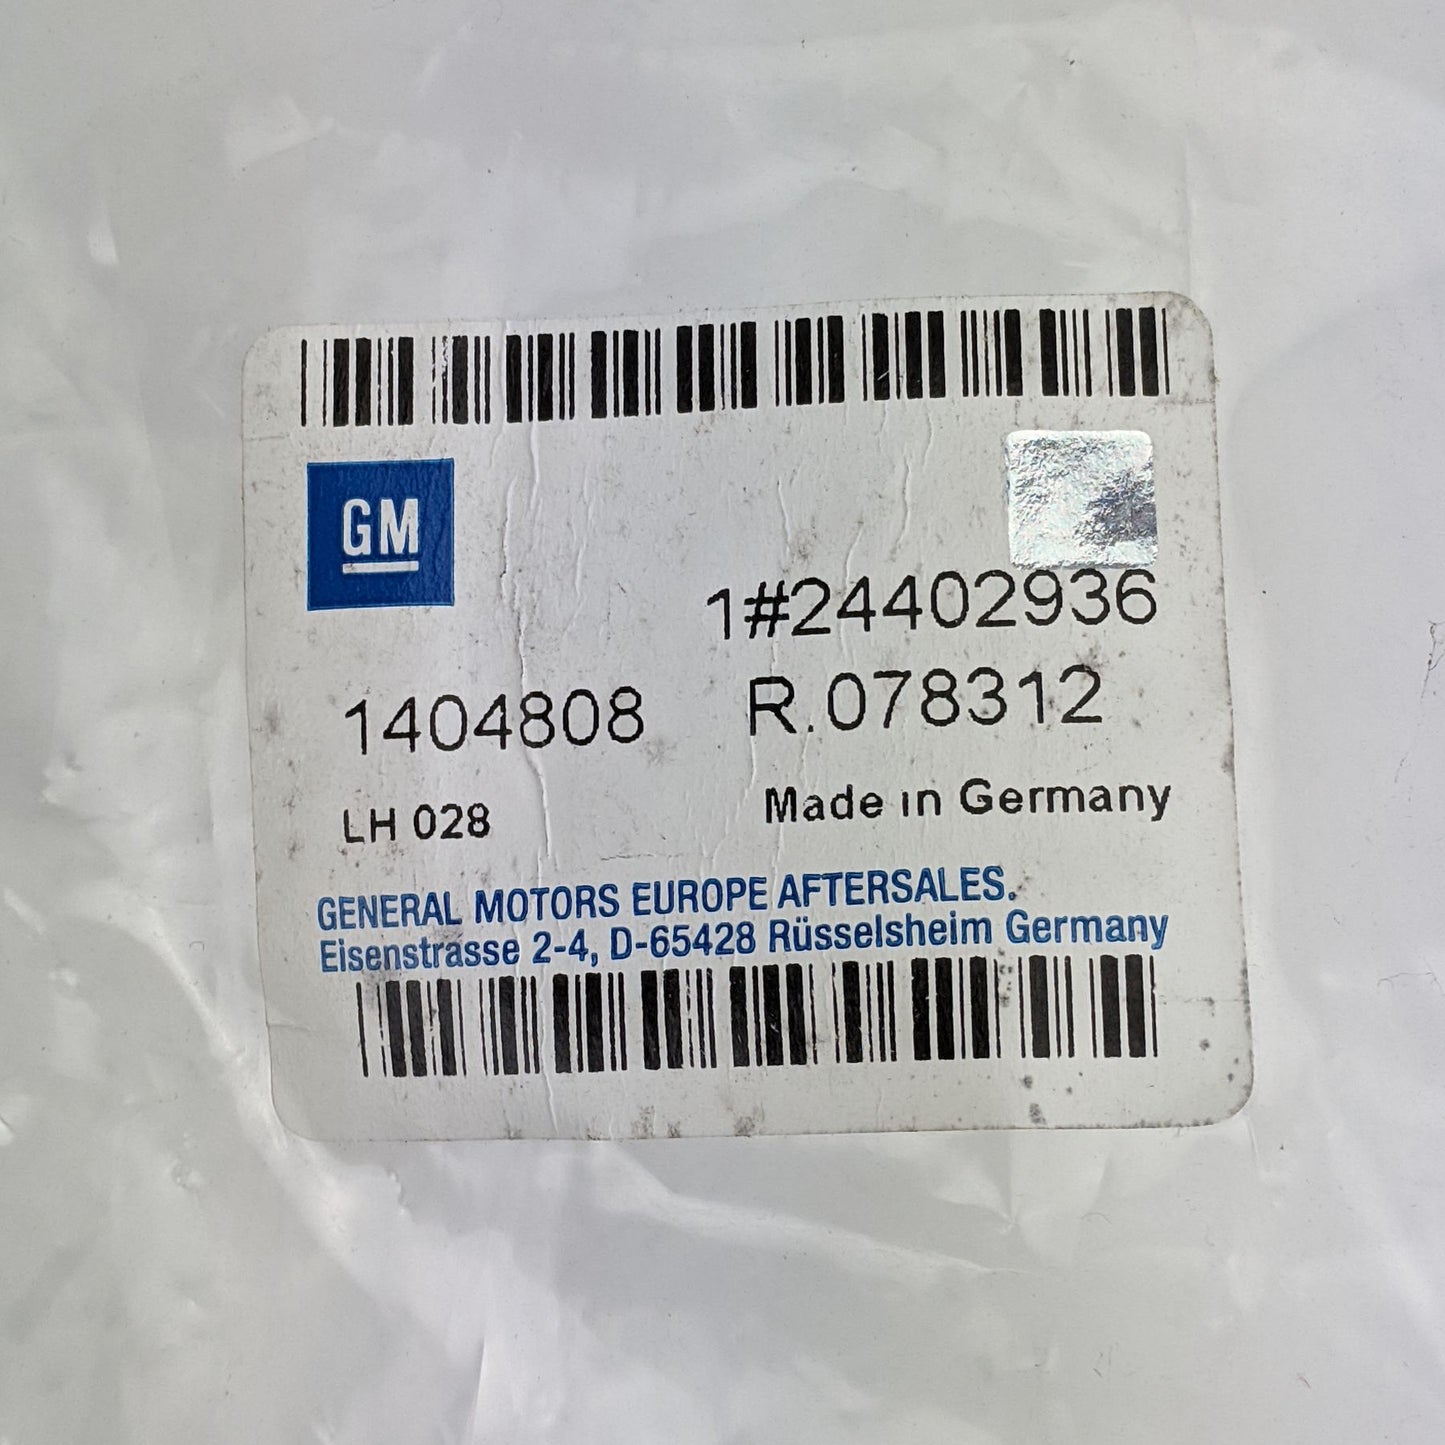 GM
1#24402936
1404808 R.078312
LH 028 Made in Germany
GENERAL MOTORS EUROPE AFTERSALES.
Eisenstrasse 2-4, D-65428 Rüsselsheim Germany